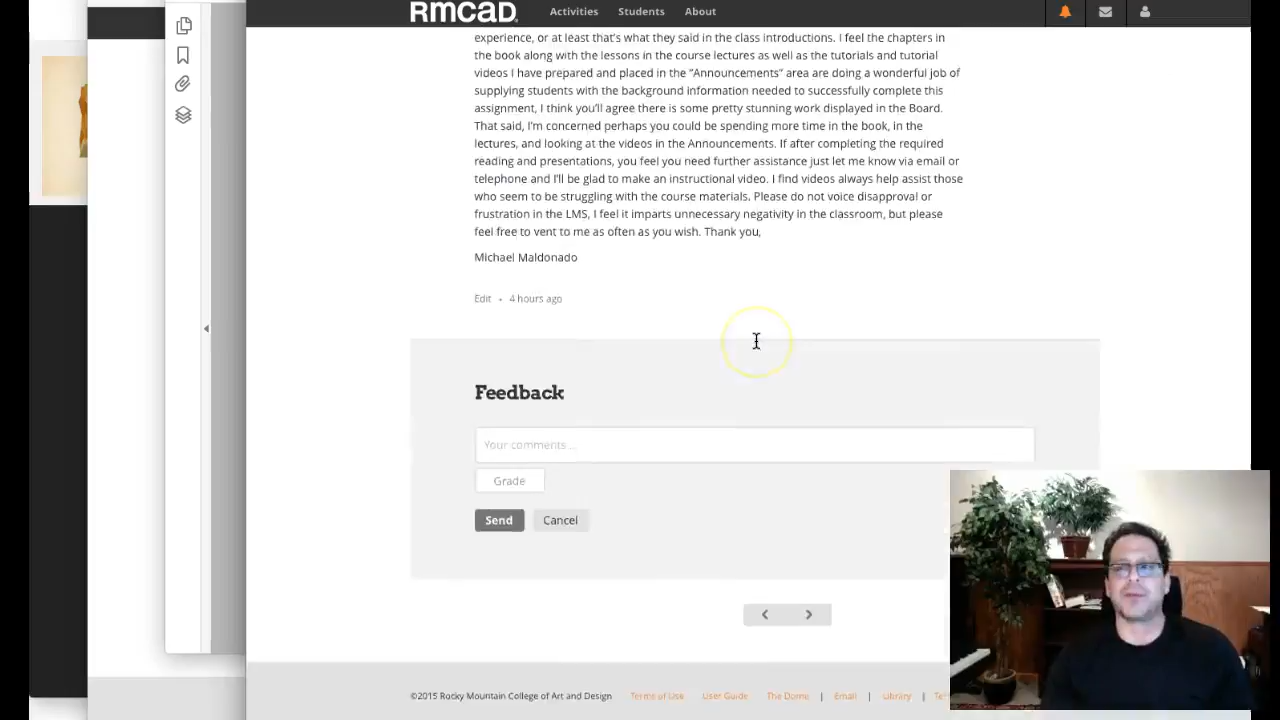 RMCAD Activities Students About
experience, or at least that's what they said in the class introductions. I feel the chapters in
the book along with the lessons in the course lectures as well as the tutorials and tutorial
videos I have prepared and placed in the "Announcements" area are doing a wonderful job of
supplying students with the background information needed to successfully complete this
assignment, I think you'll agree there is some pretty stunning work displayed in the Board.
That said, I'm concerned perhaps you could be spending more time in the book, in the
lectures, and looking at the videos in the Announcements. If after completing the required
reading and presentations, you feel you need further assistance just let me know via email or
telephone and I'll be glad to make an instructional video. I find videos always help assist those
who seem to be struggling with the course materials. Please do not voice disapproval or
frustration in the LMS, I feel it imparts unnecessary negativity in the classroom, but please
feel free to vent to me as often as you wish. Thank you,
Michael Maldonado
Edit • 4 hours ago
Feedback
Your comments...
Grade
Send Cancel
©2015 Rocky Mountain College of Art and Design Terms of Use User Guide The Dome | Email | Library |